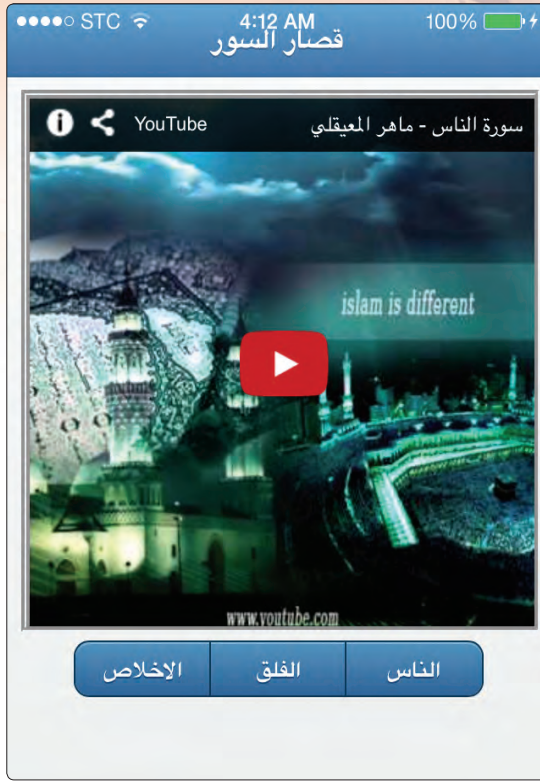 STC 4:12 AM 100%
قصار السور
YouTube سورة الناس - ماهر المعيقلي
islam is different
www.youtube.com
الناس الفلق الاخلاص